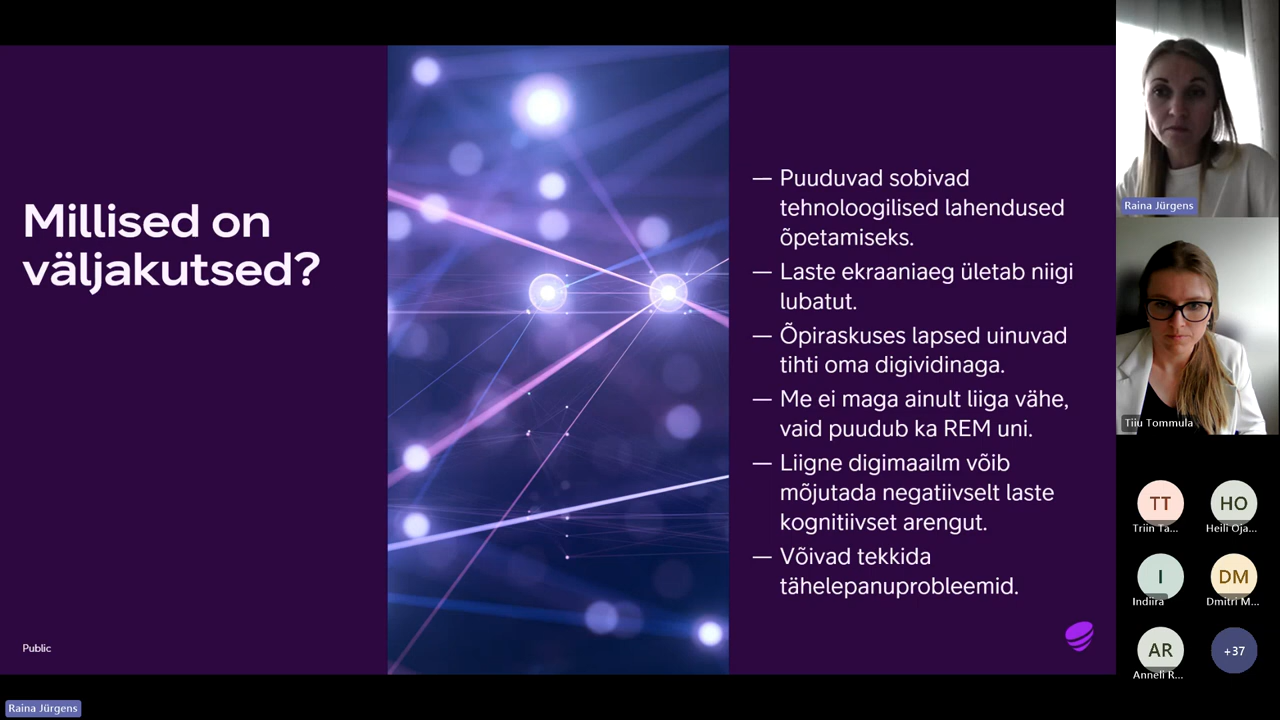 Millised on
väljakutsed?
— Puuduvad sobivad
tehnoloogilised lahendused
õpetamiseks.
— Laste ekraaniaeg ületab niigi
lubatut.
— Õpiraskuses lapsed uinuvad
tihti oma digividinaga.
— Me ei maga ainult liiga vähe,
vaid puudub ka REM uni.
— Liigne digimaailm võib
mõjutada negatiivselt laste
kognitiivset arengut.
— Võivad tekkida
tähelepanuprobleemid.
Public
Raina Jürgens
Raina Jürgens
Tiiu Tommula
TT
Triin Ta...
HO
Heili Oja...
I
Indiira
DM
Dmitri M...
AR
Anneli R...
+37